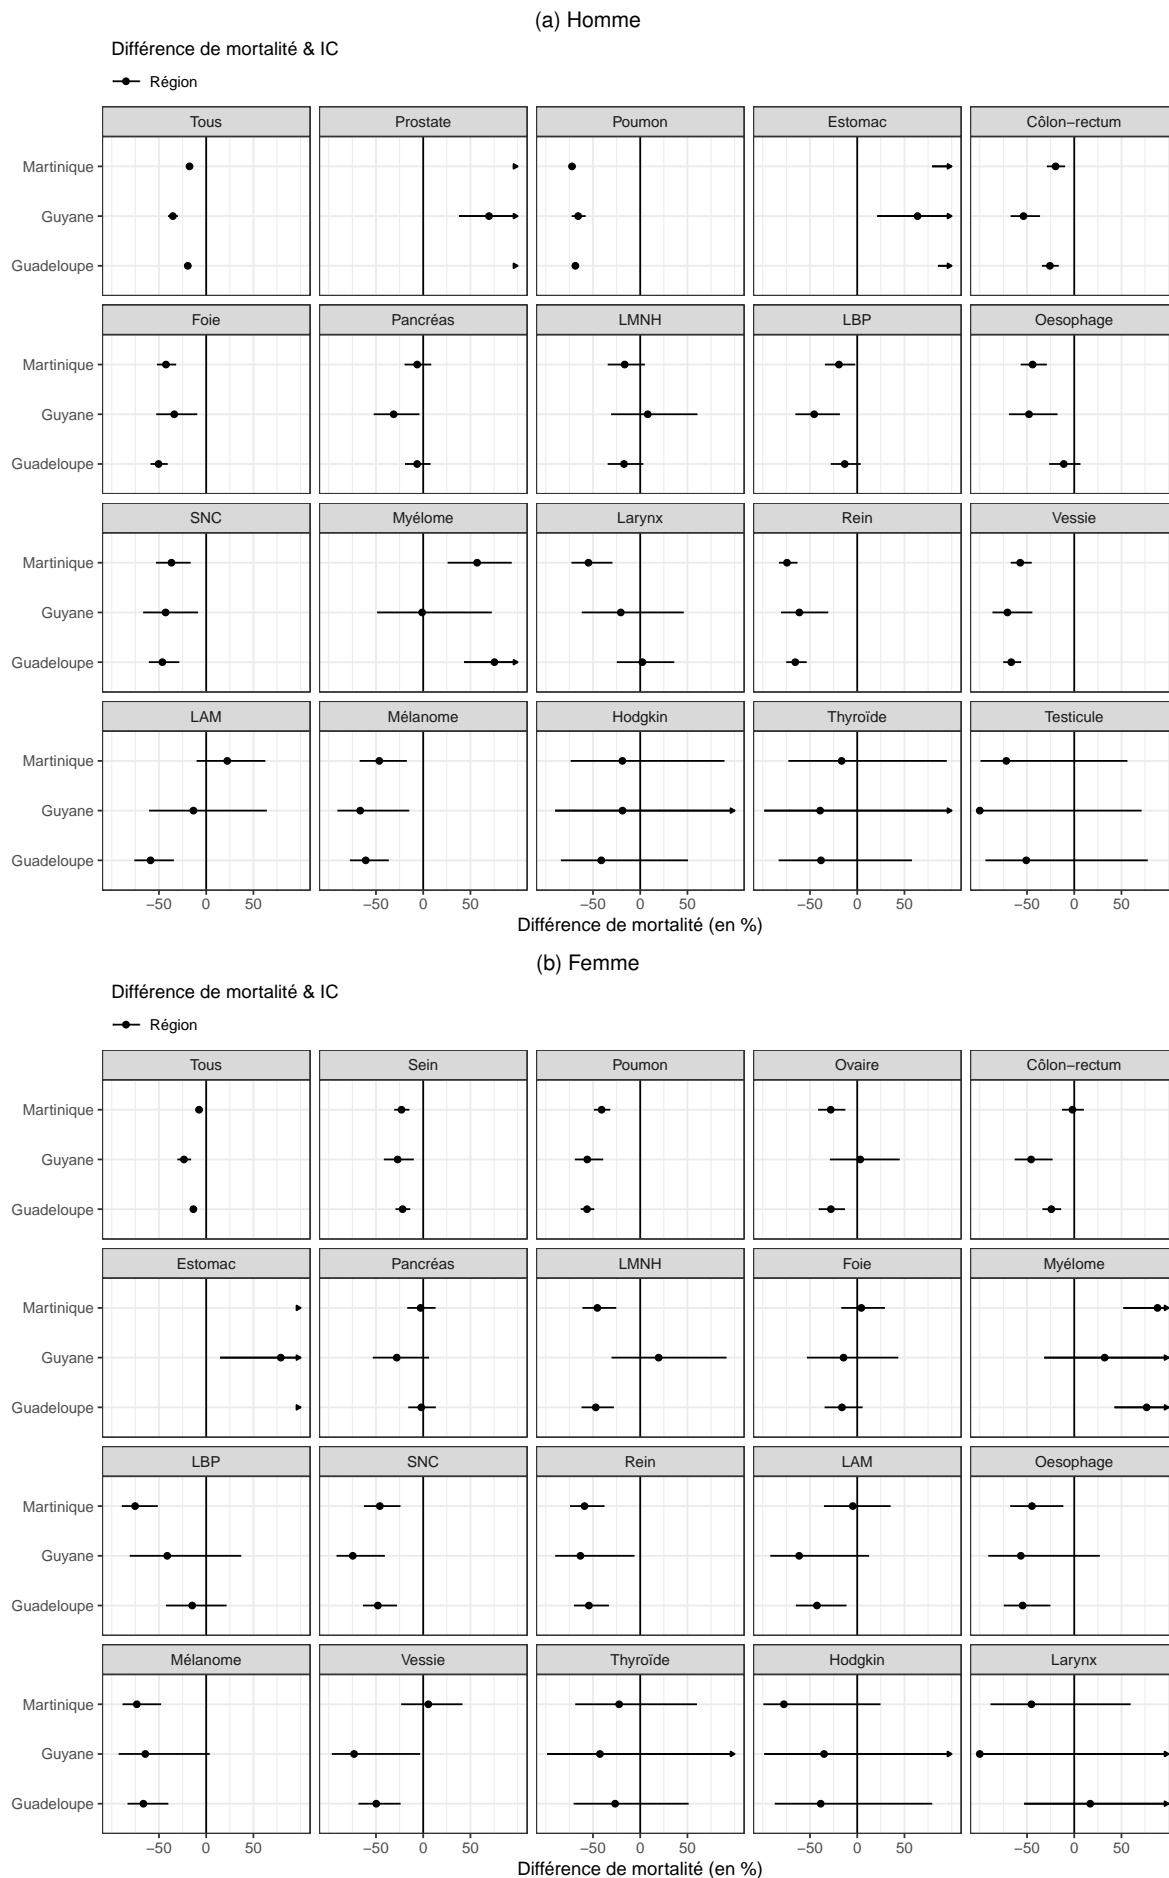 (a) Homme
Différence de mortalité & IC
Région
Tous Prostate Poumon Estomac Côlon−rectum
Martinique
Guyane
Guadeloupe
Foie Pancréas LMNH LBP Oesophage
Martinique
Guyane
Guadeloupe
SNC Myélome Larynx Rein Vessie
Martinique
Guyane
Guadeloupe
LAM Mélanome Hodgkin Thyroïde Testicule
Martinique
Guyane
Guadeloupe
−50 0 50 −50 0 50 −50 0 50 −50 0 50 −50 0 50
Différence de mortalité (en %)
(b) Femme
Différence de mortalité & IC
Région
Tous Sein Poumon Ovaire Côlon−rectum
Martinique
Guyane
Guadeloupe
Estomac Pancréas LMNH Foie Myélome
Martinique
Guyane
Guadeloupe
LBP SNC Rein LAM Oesophage
Martinique
Guyane
Guadeloupe
Mélanome Vessie Thyroïde Hodgkin Larynx
Martinique
Guyane
Guadeloupe
−50 0 50 −50 0 50 −50 0 50 −50 0 50 −50 0 50
Différence de mortalité (en %)